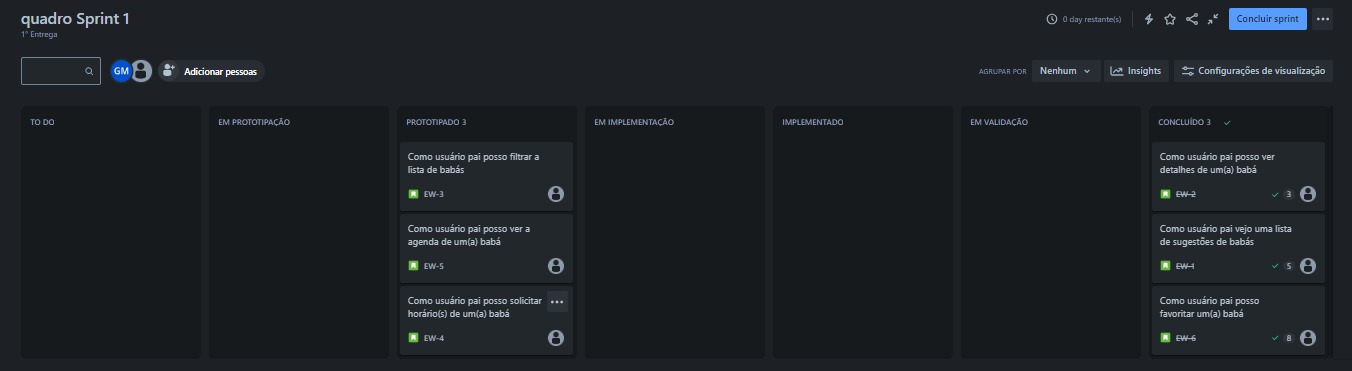 quadro Sprint 1
1º Entrega
0 day restante(s)
Concluir sprint
GM
Adicionar pessoas
AGRUPAR POR
Nenhum
Insights
Configurações de visualização
TO DO
EM PROTOTIPAÇÃO
PROTOTIPADO 3
Como usuário pai posso filtrar a
lista de babás
EW-3
Como usuário pai posso ver a
agenda de um(a) babá
EW-5
Como usuário pai posso solicitar
horário(s) de um(a) babá
EW-4
EM IMPLEMENTAÇÃO
IMPLEMENTADO
EM VALIDAÇÃO
CONCLUÍDO 3
Como usuário pai posso ver
detalhes de um(a) babá
EW-2 3
Como usuário pai vejo uma lista
de sugestões de babás
EW-1 5
Como usuário pai posso
favoritar um(a) babá
EW-6 8